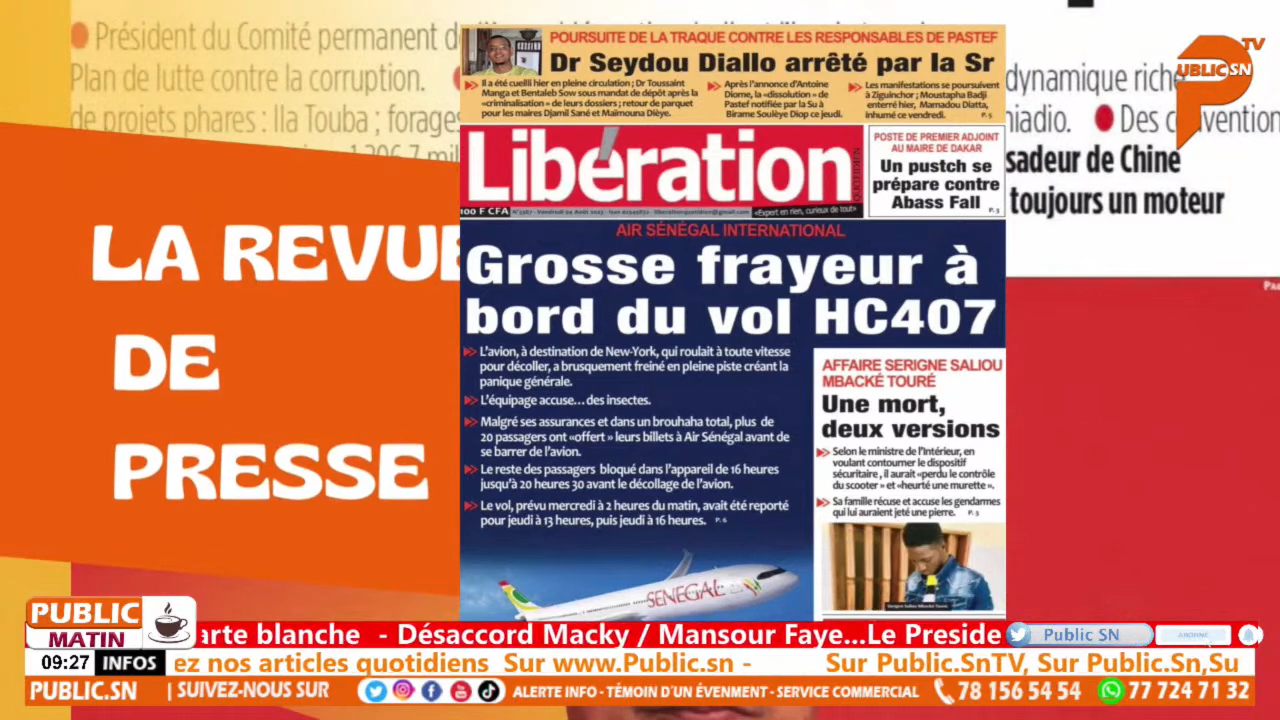 Président du Comité permanent
Plan de lutte contre la corruption.
de projets phares : Ila Touba ; forages
dynamique riche
niadio. Des
sadeur de Chine
toujours un moteur
TV
PUBLIC SN
LA REVUE
DE
PRESSE
POURSUITE DE LA TRAQUE CONTRE LES RESPONSABLES DE PASTEF
Dr Seydou Diallo arrêté par la Sr
Il a été cueilli hier en pleine circulation ; Dr Toussaint
Manga et Bentaleb Sow sous mandat de dépôt après la
«criminalisation » de leurs dossiers ; retour de parquet
pour les maires Djamil Sané et Maïmouna Dièye.
Après l'annonce d'Antoine
Diome, la «dissolution » de
Pastef notifiée par la Su à
Birame Soulèye Diop ce jeudi.
Les manifestations se poursuivent
à Ziguinchor ; Moustapha Badji
enterré hier, Mamadou Diatta,
inhumé ce vendredi. P. 5
Libération
QUOTIDIEN
100 F CFA
«Expert en rien, curieux de tout»
POSTE DE PREMIER ADJOINT
AU MAIRE DE DAKAR
Un pustch se
prépare contre
Abass Fall
P. 3
AIR SÉNÉGAL INTERNATIONAL
Grosse frayeur à
bord du vol HC407
L'avion, à destination de New-York, qui roulait à toute vitesse
pour décoller, a brusquement freiné en pleine piste créant la
panique générale.
L'équipage accuse... des insectes.
Malgré ses assurances et dans un brouhaha total, plus de
20 passagers ont «offert » leurs billets à Air Sénégal avant de
se barrer de l'avion.
Le reste des passagers bloqué dans l'appareil de 16 heures
jusqu'à 20 heures 30 avant le décollage de l'avion.
Le vol, prévu mercredi à 2 heures du matin, avait été reporté
pour jeudi à 13 heures, puis jeudi à 16 heures. P. 6
AFFAIRE SERIGNE SALIOU
MBACKÉ TOURÉ
Une mort,
deux versions
Selon le ministre de l'Intérieur, en
voulant contourner le dispositif
sécuritaire , il aurait «perdu le contrôle
du scooter » et «heurté une murette ».
Sa famille récuse et accuse les gendarmes
qui lui auraient jeté une pierre. P. 3
SENEGAL
PUBLIC
MATIN
arte blanche - Désaccord Macky / Mansour Faye...Le Preside
Public SN
ABONNÉ
09:27 INFOS
ez nos articles quotidiens Sur www.Public.sn - Sur Public.SnTV, Sur Public.Sn,Su
PUBLIC.SN | SUIVEZ-NOUS SUR ALERTE INFO - TÉMOIN D'UN ÉVENMENT - SERVICE COMMERCIAL 78 156 54 54 77 724 71 32